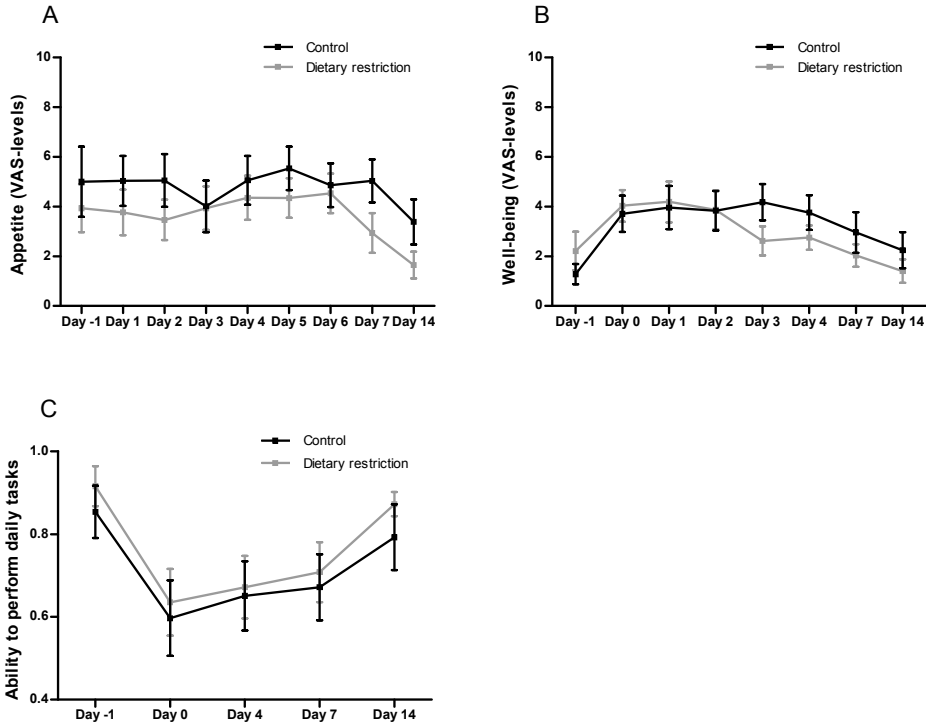 A
Control
Dietary restriction
10
8
6
4
2
0
Appetite (VAS-levels)
Day -1 Day 1 Day 2 Day 3 Day 4 Day 5 Day 6 Day 7 Day 14
B
Control
Dietary restriction
10
8
6
4
2
0
Well-being (VAS-levels)
Day -1 Day 0 Day 1 Day 2 Day 3 Day 4 Day 7 Day 14
C
Control
Dietary restriction
1.0
0.8
0.6
0.4
Ability to perform daily tasks
Day -1 Day 0 Day 4 Day 7 Day 14